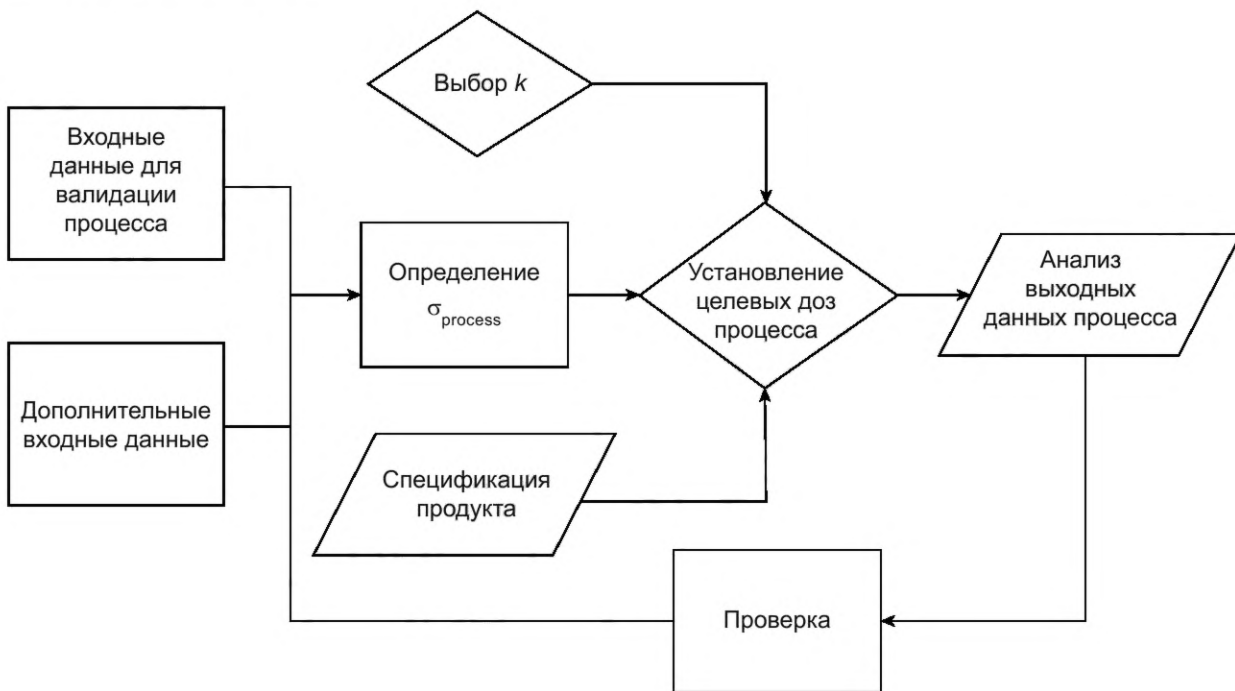 Выбор k
Входные
данные для
валидации
процесса
Определение
σprocess
Установление
целевых доз
процесса
Анализ
выходных
данных процесса
Дополнительные
входные данные
Спецификация
продукта
Проверка